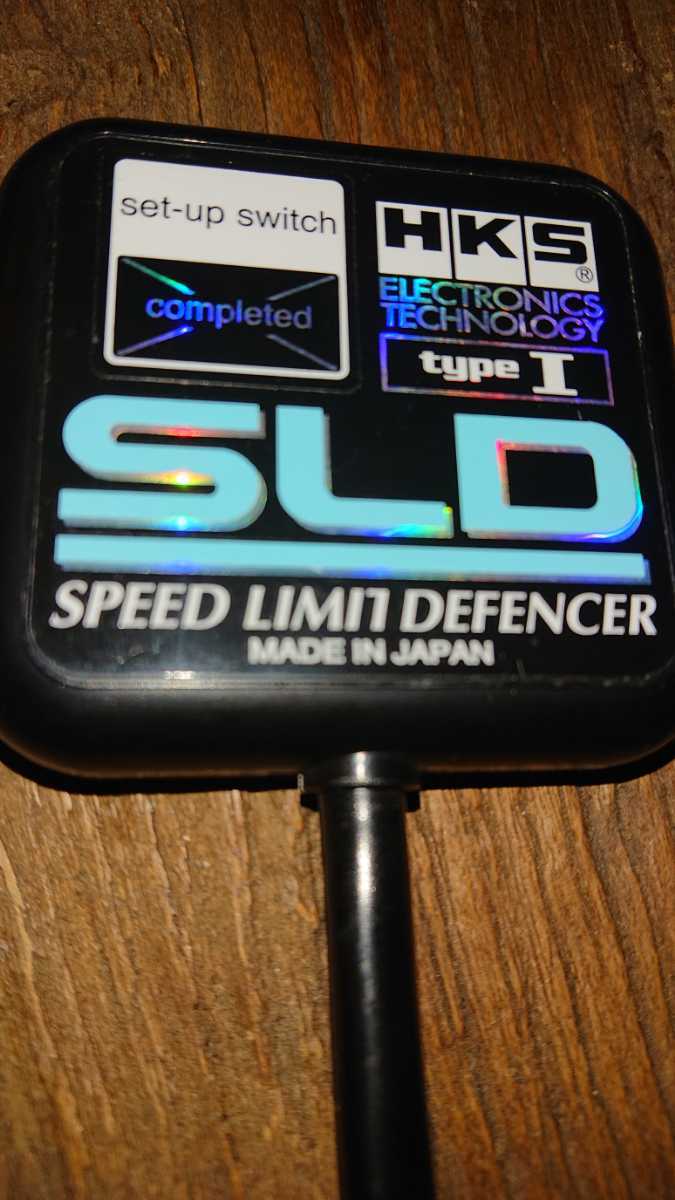 set-up switch
completed
HKS®
ELECTRONICS
TECHNOLOGY
type I
SLD
SPEED LIMIT DEFENCER
MADE IN JAPAN